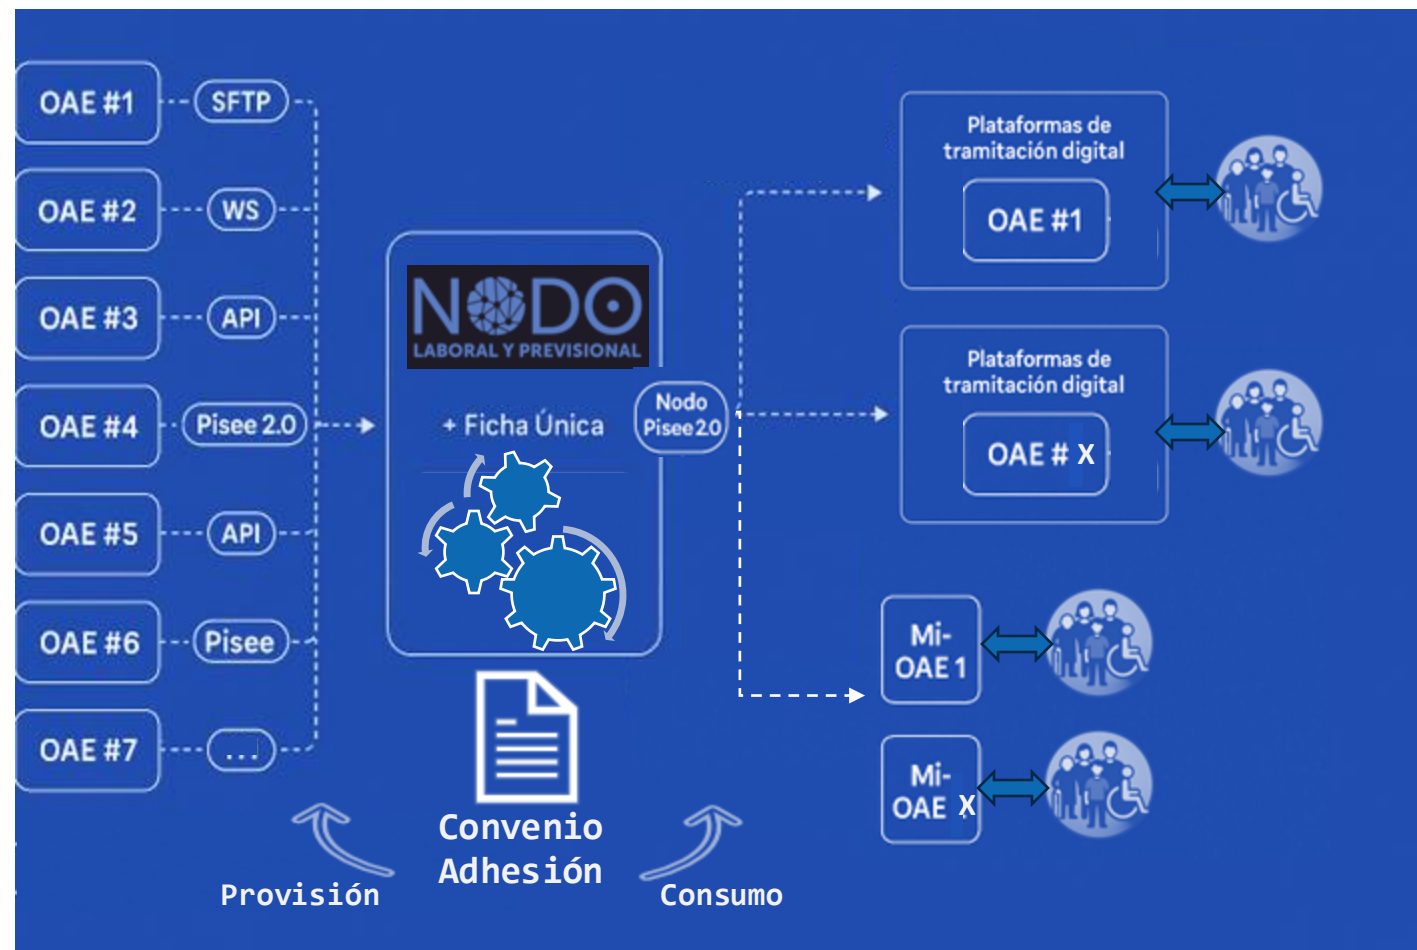 OAE #1
SFTP
OAE #2
WS
OAE #3
API
OAE #4
Pisee 2.0
OAE #5
API
OAE #6
Pisee
OAE #7
...
NODO
LABORAL Y PREVISIONAL
+ Ficha Única
Nodo
Pisee 2.0
Convenio
Adhesión
Provisión
Consumo
Plataformas de
tramitación digital
OAE #1
Plataformas de
tramitación digital
OAE # X
Mi-
OAE 1
Mi-
OAE X